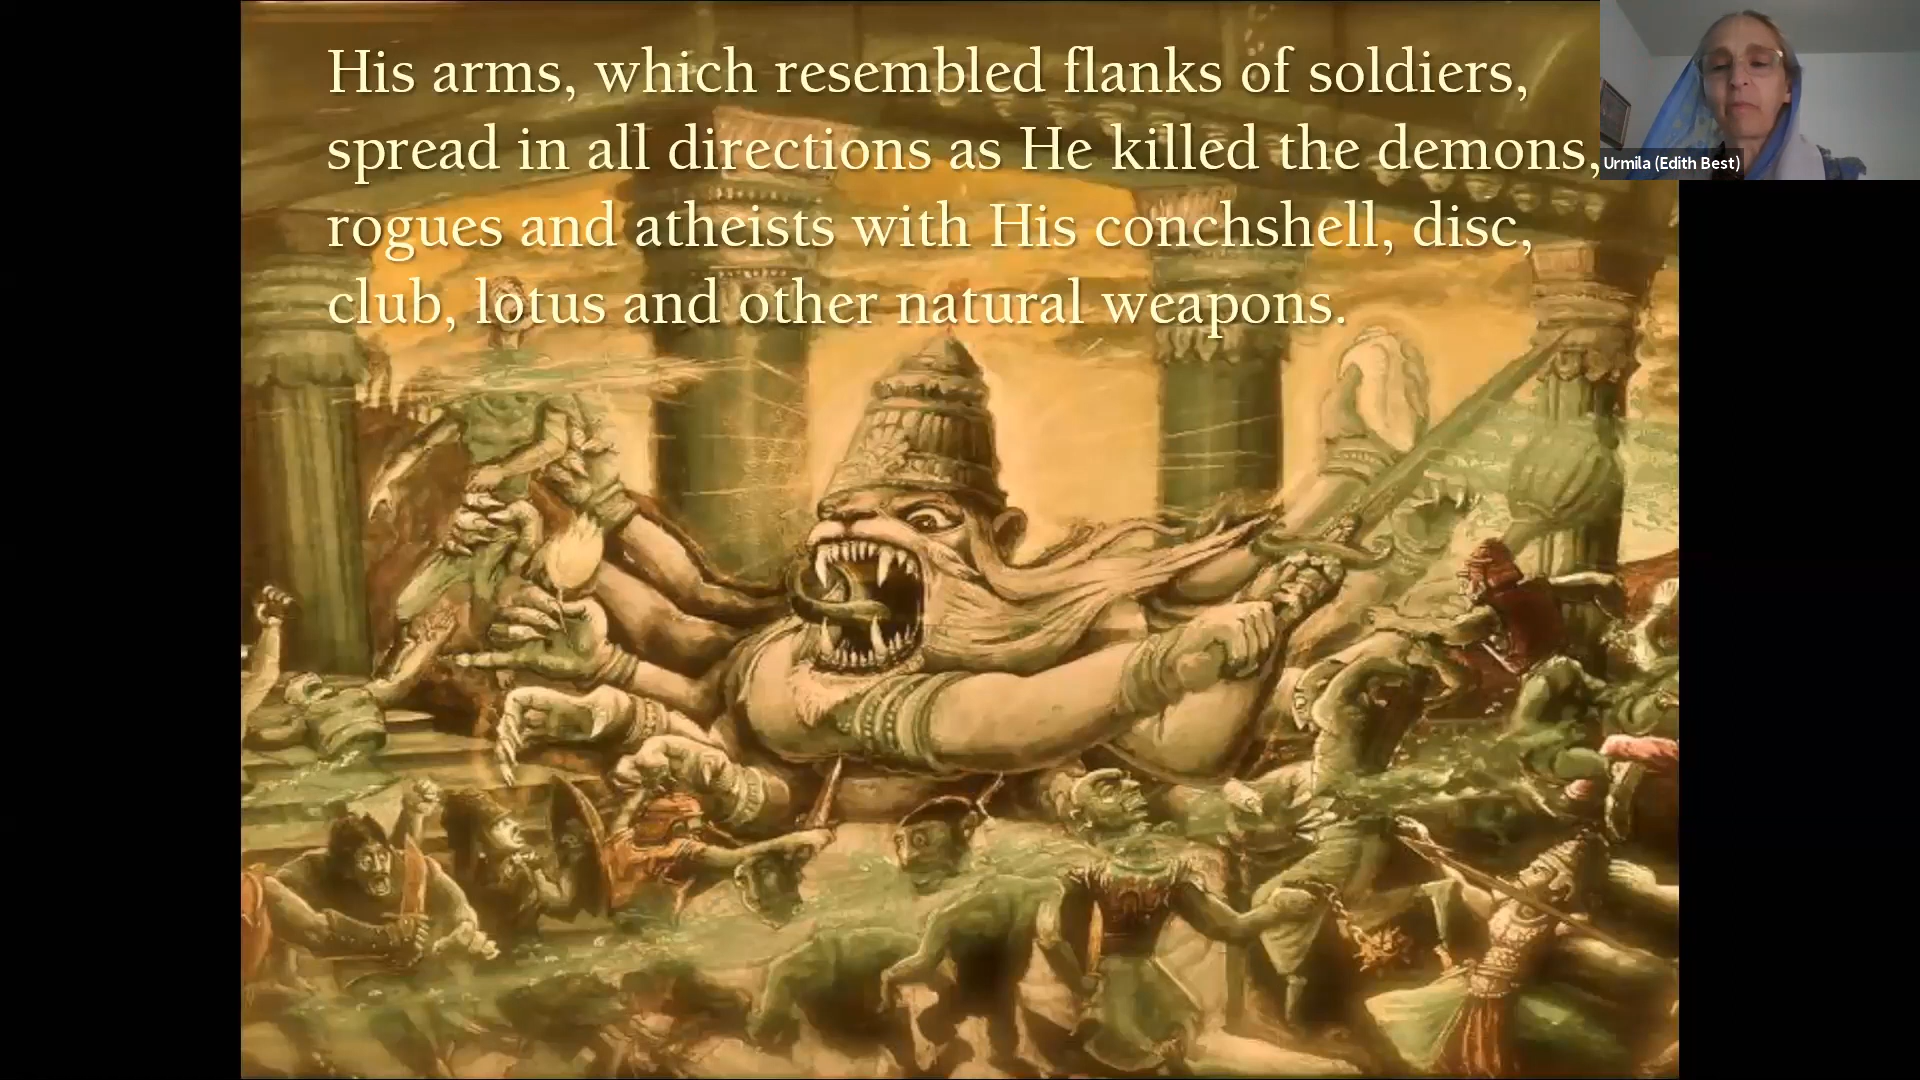 His arms, which resembled flanks of soldiers,
spread in all directions as He killed the demons,
rogues and atheists with His conchshell, disc,
club, lotus and other natural weapons.
Urmila (Edith Best)